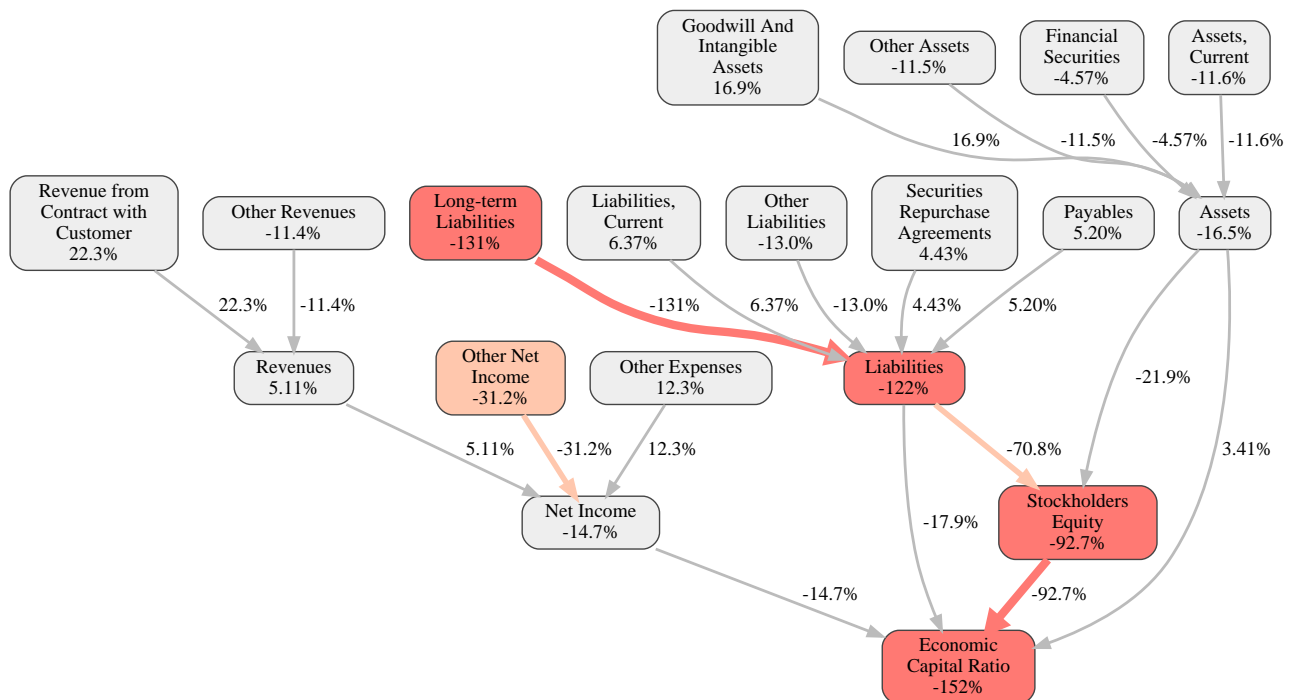 Goodwill And
Intangible
Assets
16.9%
Other Assets
-11.5%
Financial
Securities
-4.57%
Assets,
Current
-11.6%
16.9%
-11.5%
-4.57%
-11.6%
Revenue from
Contract with
Customer
22.3%
Other Revenues
-11.4%
Long-term
Liabilities
-131%
Liabilities,
Current
6.37%
Other
Liabilities
-13.0%
Securities
Repurchase
Agreements
4.43%
Payables
5.20%
Assets
-16.5%
22.3%
-11.4%
-131%
6.37%
-13.0%
4.43%
5.20%
Revenues
5.11%
Other Net
Income
-31.2%
Other Expenses
12.3%
Liabilities
-122%
-21.9%
5.11%
-31.2%
12.3%
-70.8%
3.41%
Net Income
-14.7%
Stockholders
Equity
-92.7%
-17.9%
-14.7%
-92.7%
Economic
Capital Ratio
-152%